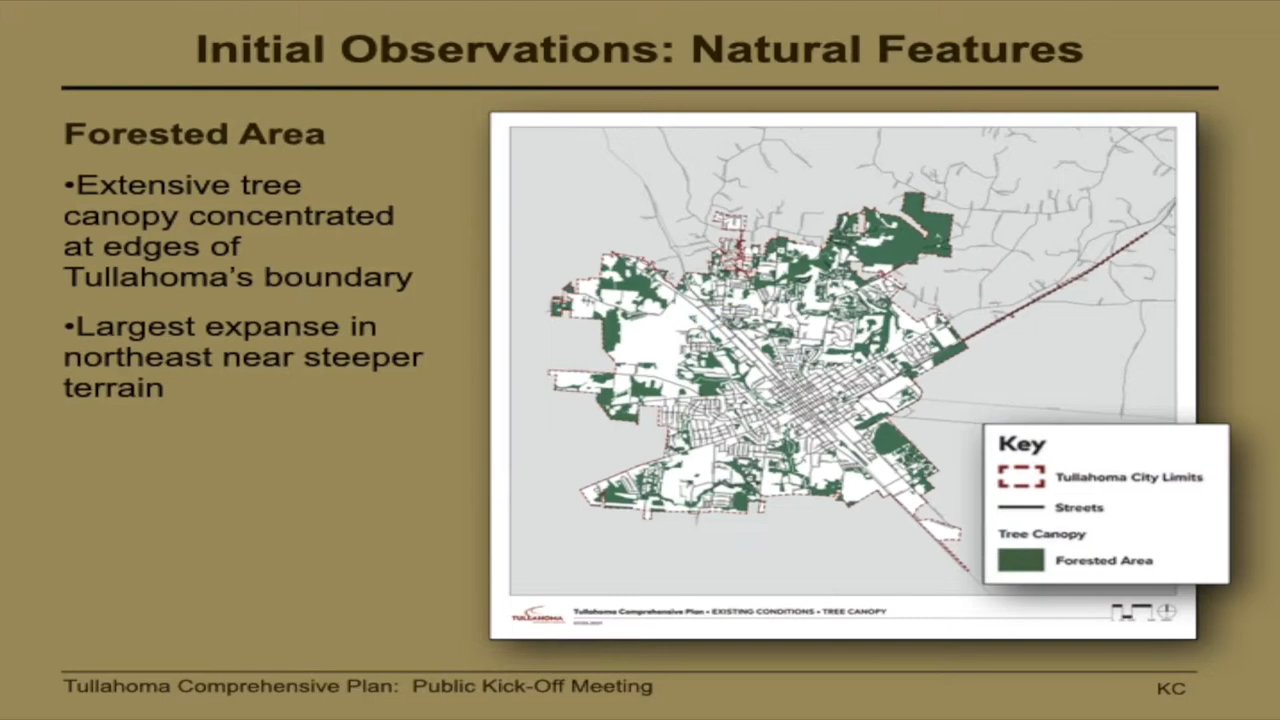 Initial Observations: Natural Features
Forested Area
•Extensive tree
canopy concentrated
at edges of
Tullahoma's boundary
•Largest expanse in
northeast near steeper
terrain
Key
Tullahoma City Limits
Streets
Tree Canopy
Forested Area
TULLAHOMA
Tullahoma Comprehensive Plan • EXISTING CONDITIONS • TREE CANOPY
Tullahoma Comprehensive Plan: Public Kick-Off Meeting
KC